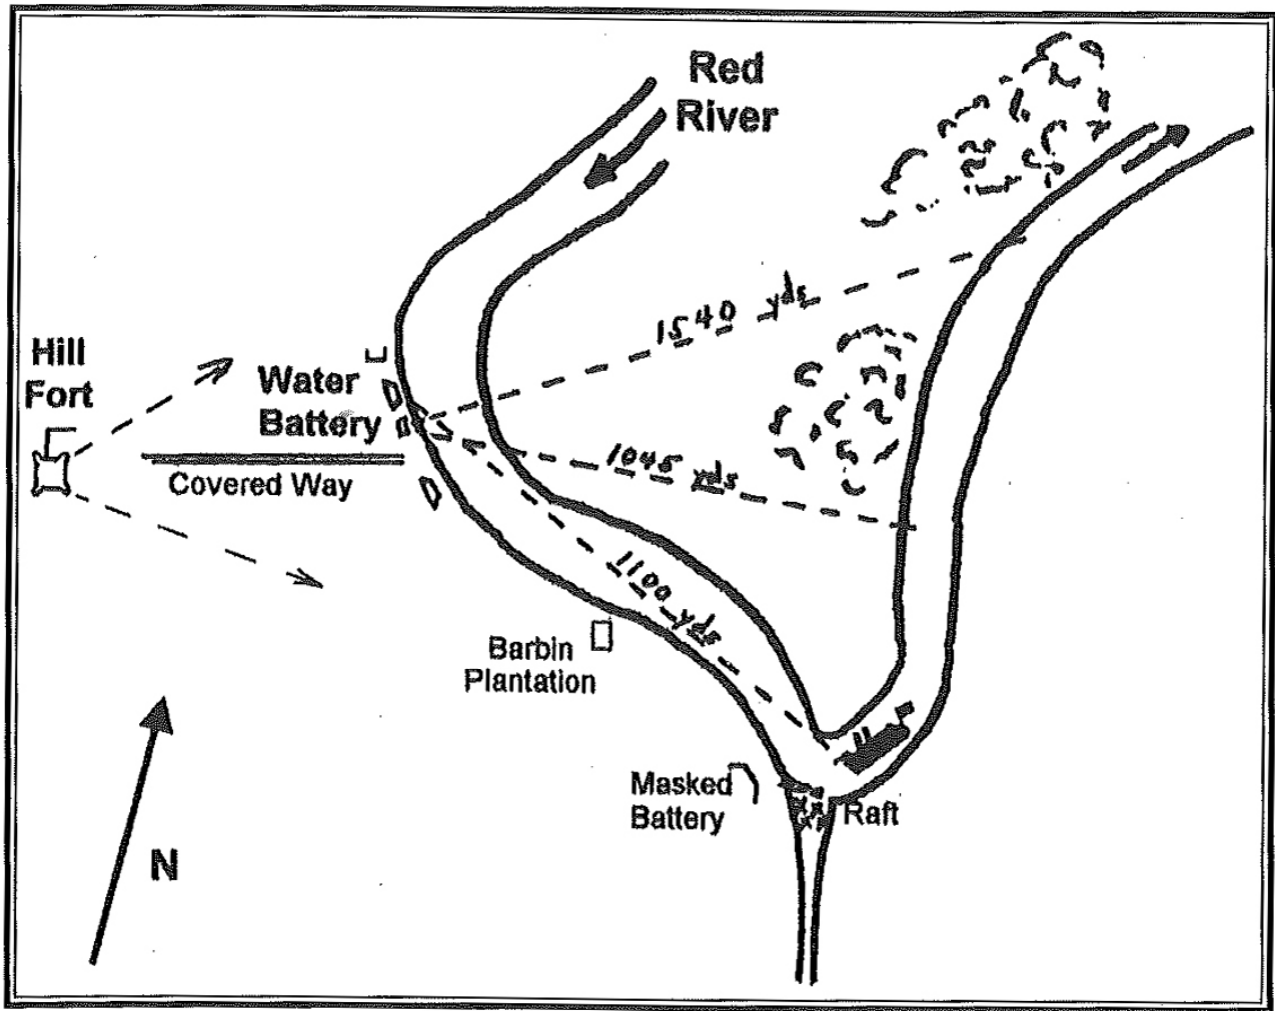 Red
River
1540 yds
Hill
Fort
Water
Battery
1045 yds
Covered Way
1100 yds
Barbin
Plantation
Masked
Battery
Raft
N